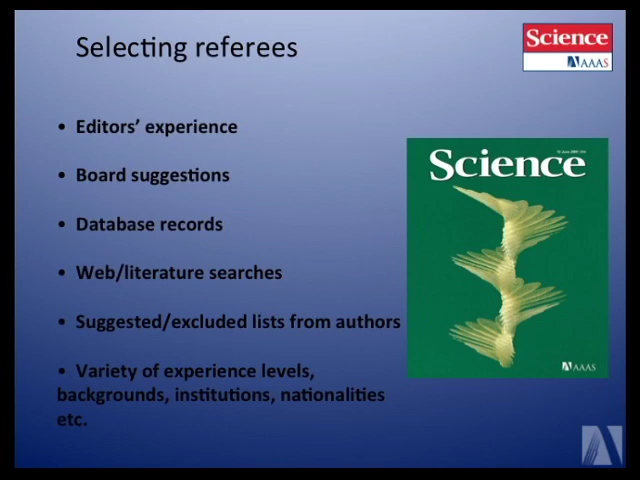 Selecting referees
Science
AAAS
• Editors’ experience
• Board suggestions
• Database records
• Web/literature searches
• Suggested/excluded lists from authors
• Variety of experience levels,
backgrounds, institutions, nationalities
etc.
Science
AAAS